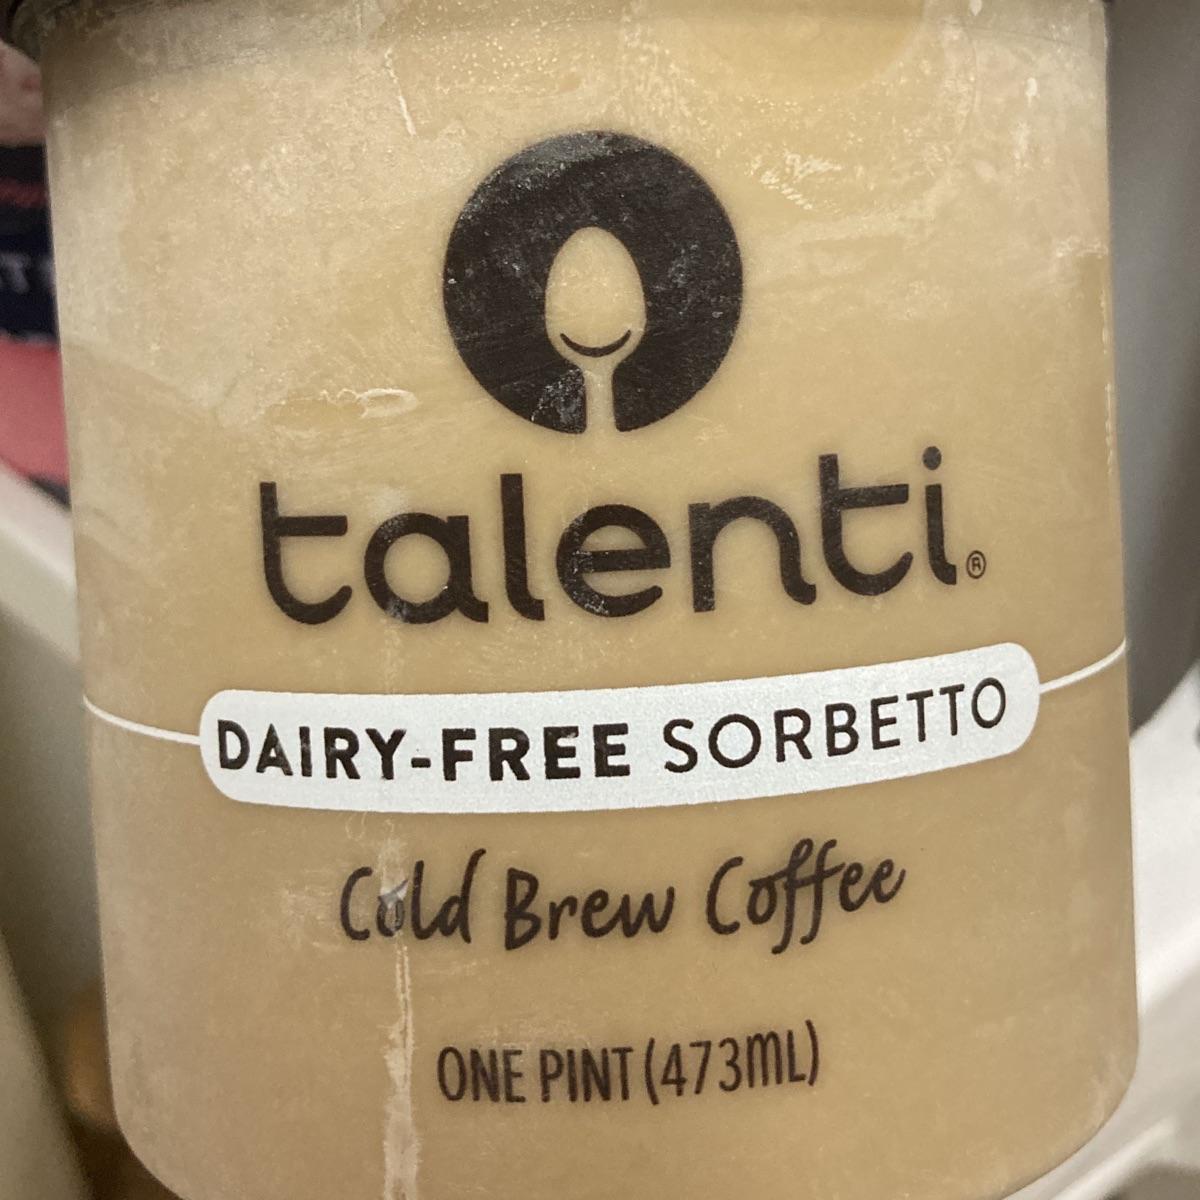 talenti®
DAIRY-FREE SORBETTO
Cold Brew Coffee
ONE PINT (473mL)